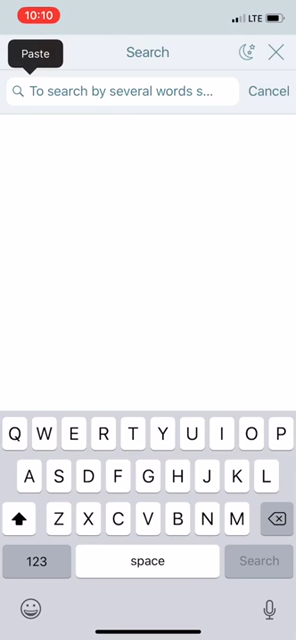 10:10
LTE
Paste
Search
To search by several words s...
Cancel
Q W E R T Y U I O P
A S D F G H J K L
Z X C V B N M
123 space Search